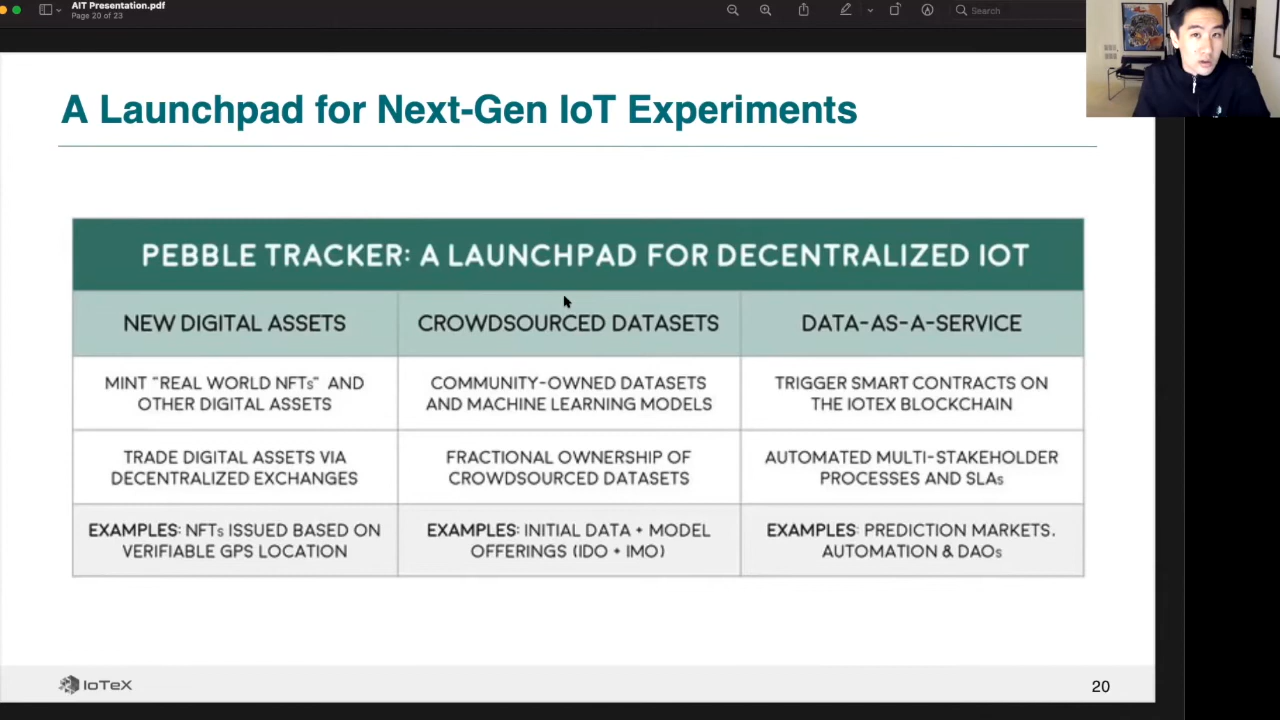 AIT Presentation.pdf
Page 20 of 23
Search
A Launchpad for Next-Gen IoT Experiments
PEBBLE TRACKER: A LAUNCHPAD FOR DECENTRALIZED IOT
NEW DIGITAL ASSETS
CROWDSOURCED DATASETS
DATA-AS-A-SERVICE
MINT "REAL WORLD NFTs" AND
OTHER DIGITAL ASSETS
COMMUNITY-OWNED DATASETS
AND MACHINE LEARNING MODELS
TRIGGER SMART CONTRACTS ON
THE IOTEX BLOCKCHAIN
TRADE DIGITAL ASSETS VIA
DECENTRALIZED EXCHANGES
FRACTIONAL OWNERSHIP OF
CROWDSOURCED DATASETS
AUTOMATED MULTI-STAKEHOLDER
PROCESSES AND SLAs
EXAMPLES: NFTs ISSUED BASED ON
VERIFIABLE GPS LOCATION
EXAMPLES: INITIAL DATA + MODEL
OFFERINGS (IDO + IMO)
EXAMPLES: PREDICTION MARKETS,
AUTOMATION & DAOs
IoTeX
20